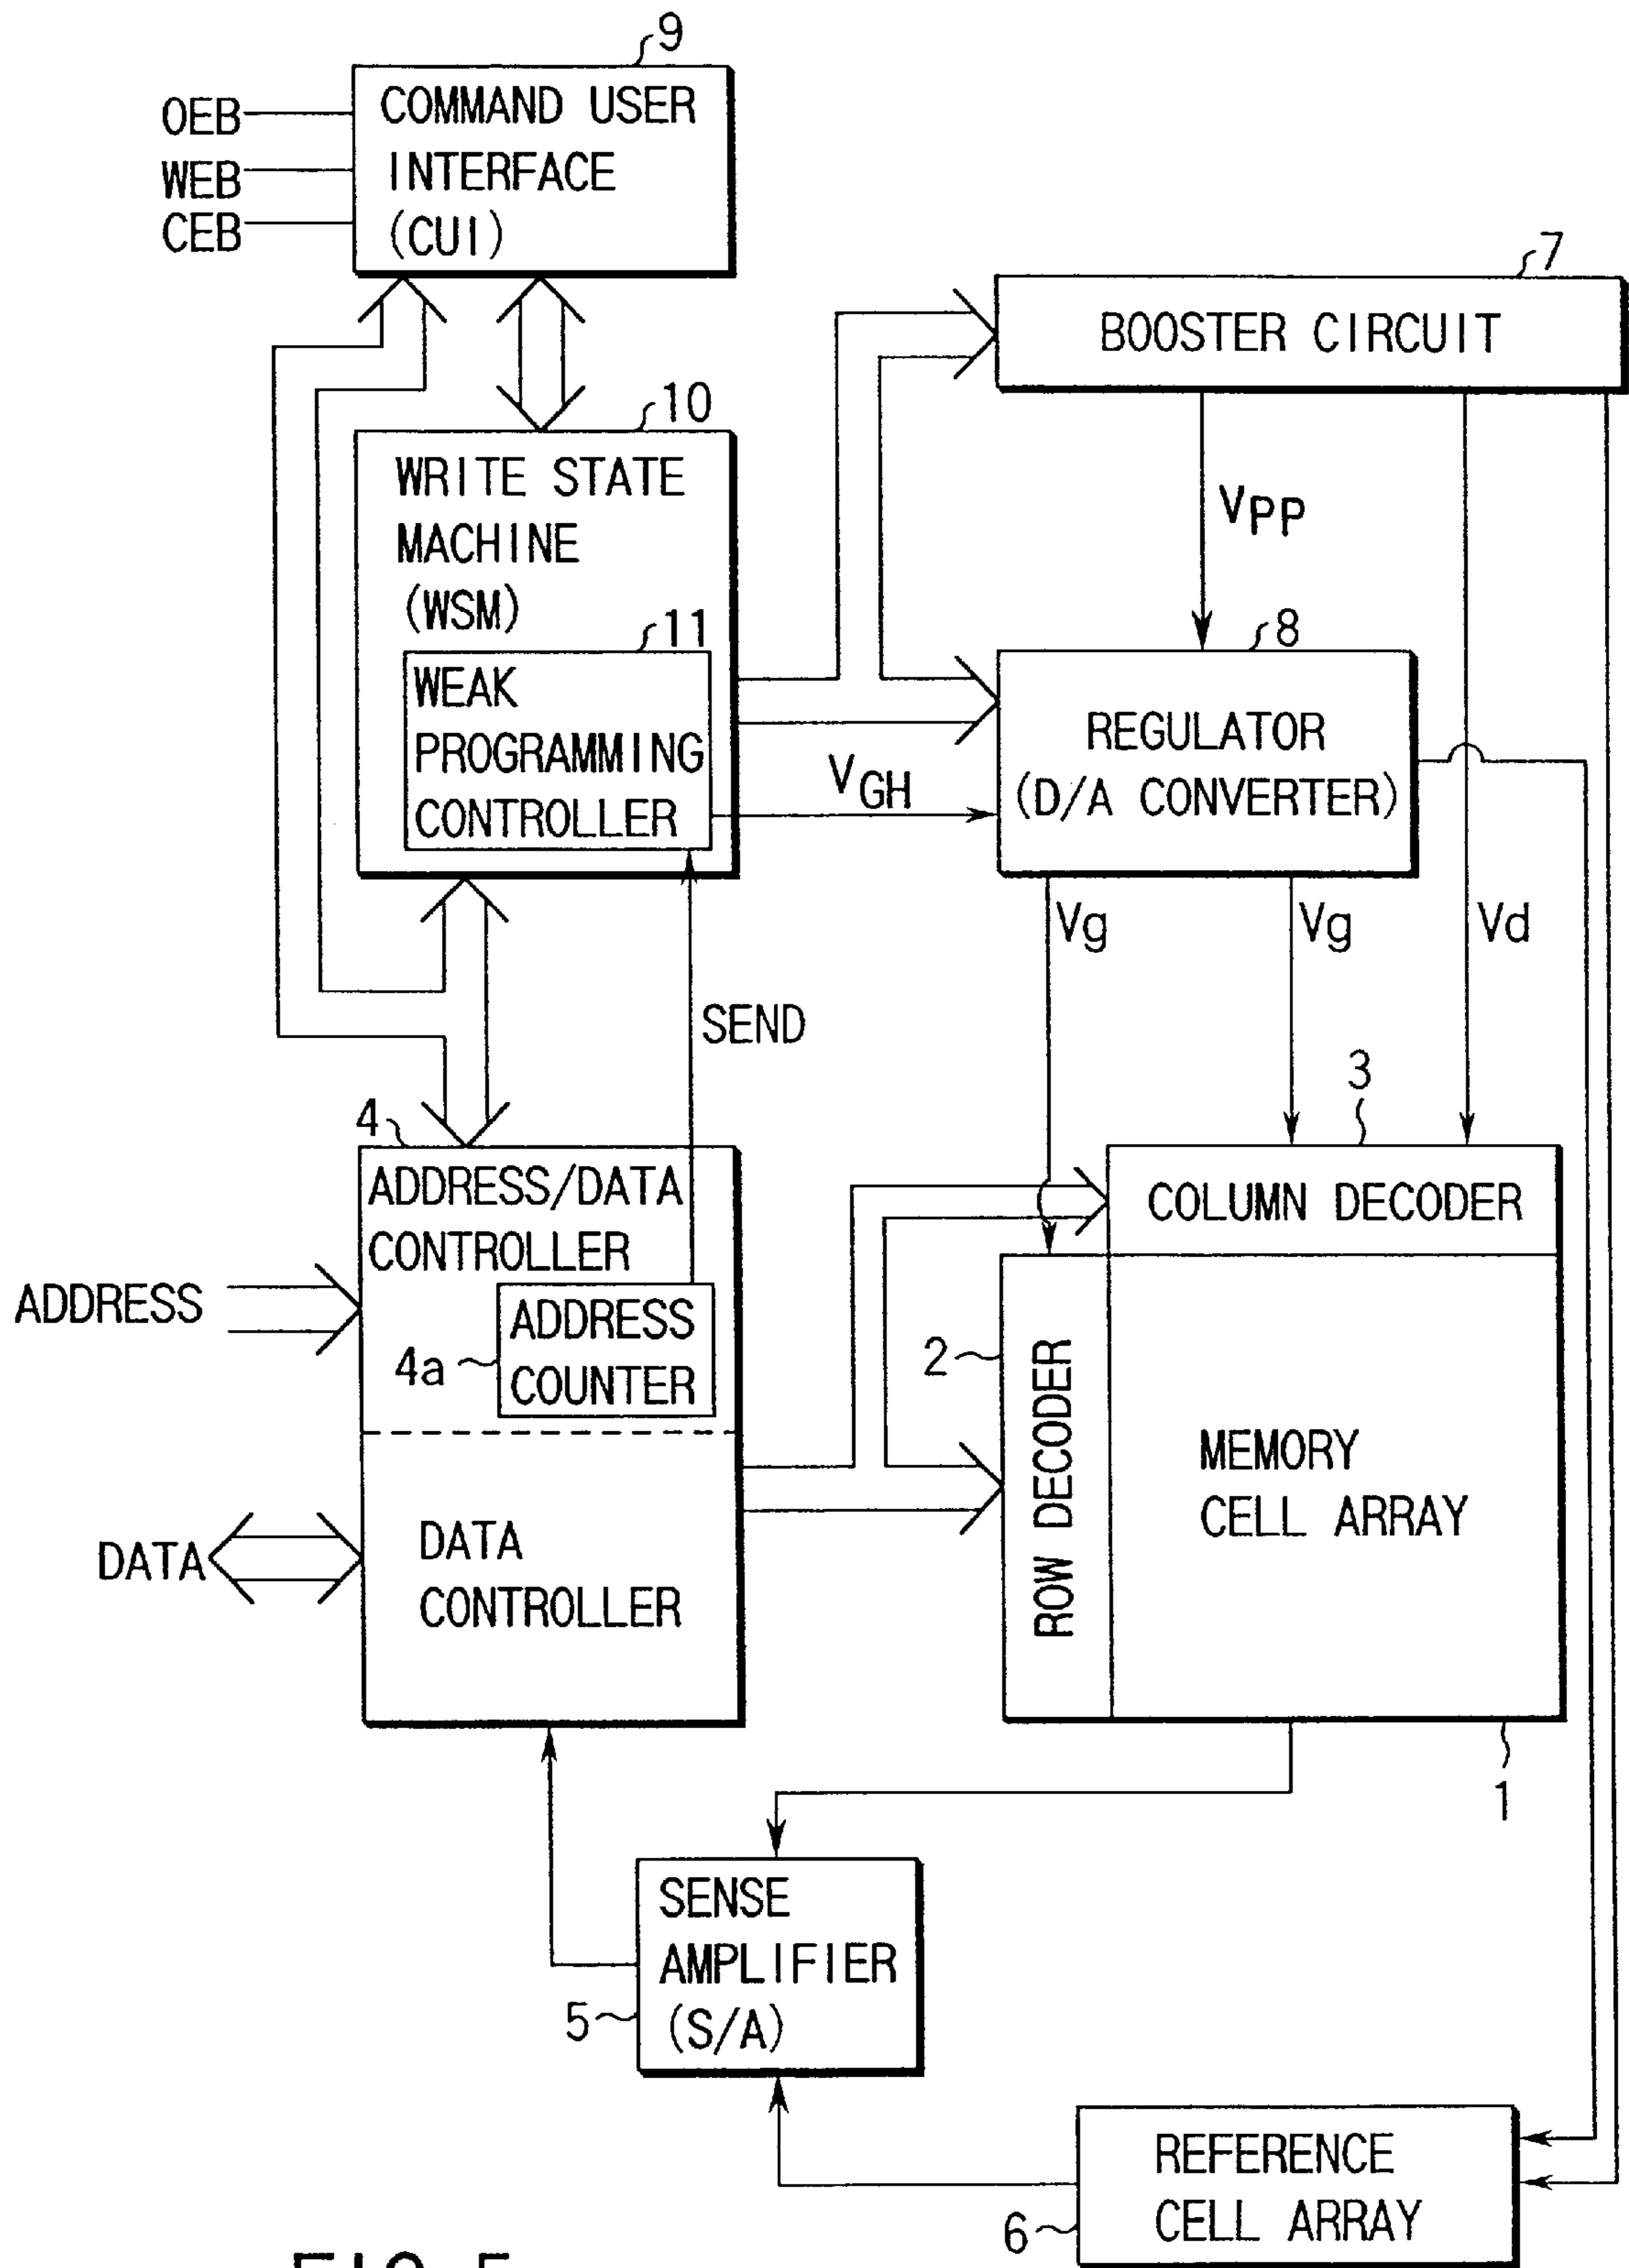 9
OEB
WEB
CEB
COMMAND USER
INTERFACE
(CUI)
7
BOOSTER CIRCUIT
10
WRITE STATE
MACHINE
(WSM)
11
WEAK
PROGRAMMING
CONTROLLER
VPP
8
REGULATOR
(D/A CONVERTER)
VGH
Vg
Vg
Vd
SEND
3
4
ADDRESS/DATA
CONTROLLER
COLUMN DECODER
ADDRESS
4a
ADDRESS
COUNTER
2
ROW DECODER
MEMORY
CELL ARRAY
DATA
DATA
CONTROLLER
1
SENSE
AMPLIFIER
(S/A)
5
REFERENCE
CELL ARRAY
6
FIG. 5